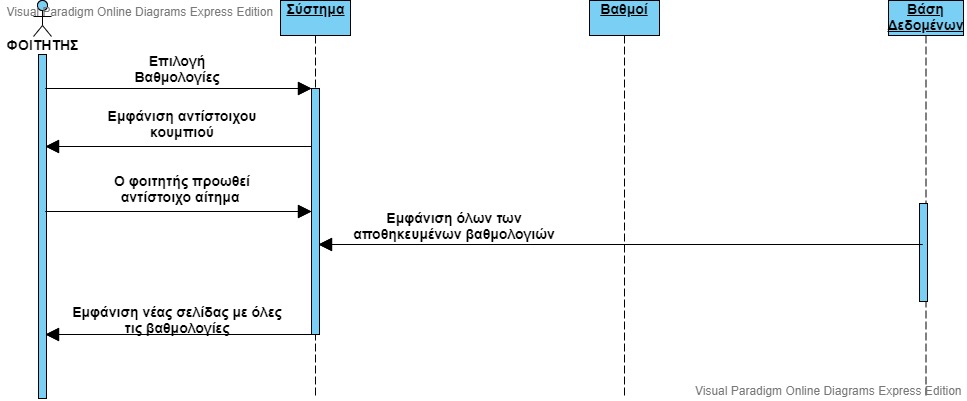 Visual Paradigm Online Diagrams Express Edition
Σύστημα
Βαθμοί
Βάση
Δεδομένων
ΦΟΙΤΗΤΗΣ
Επιλογή
Βαθμολογίες
Εμφάνιση αντίστοιχου
κουμπιού
Ο φοιτητής προωθεί
αντίστοιχο αίτημα
Εμφάνιση όλων των
αποθηκευμένων βαθμολογιών
Εμφάνιση νέας σελίδας με όλες
τις βαθμολογίες
Visual Paradigm Online Diagrams Express Edition